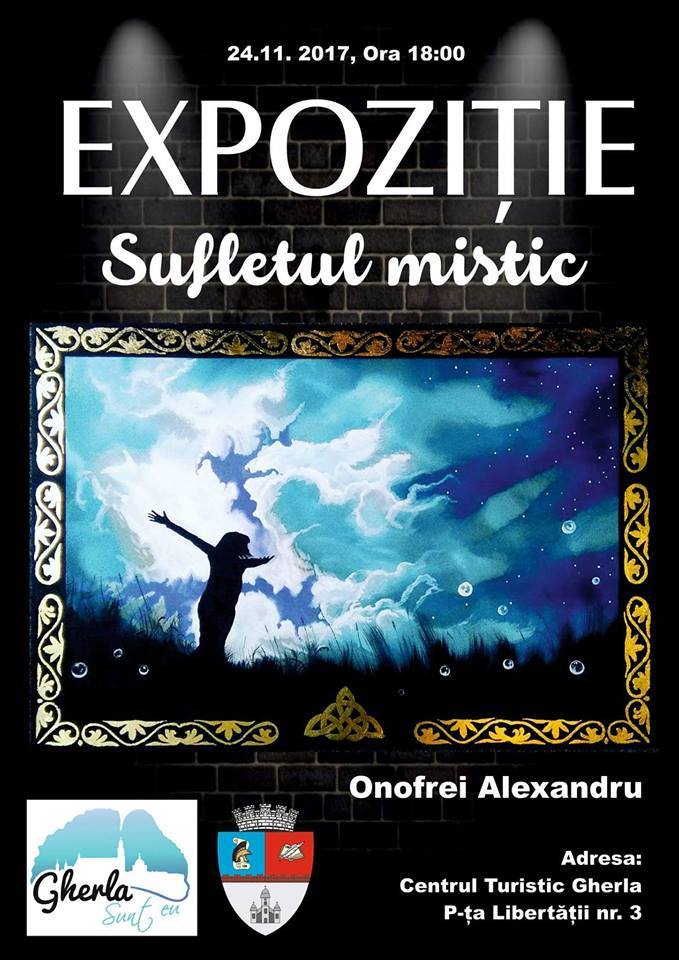 24.11. 2017, Ora 18:00
EXPOZIȚIE
Sufletul mistic
Onofrei Alexandru
Gherla
Sunt eu
Adresa:
Centrul Turistic Gherla
P-ța Libertății nr. 3